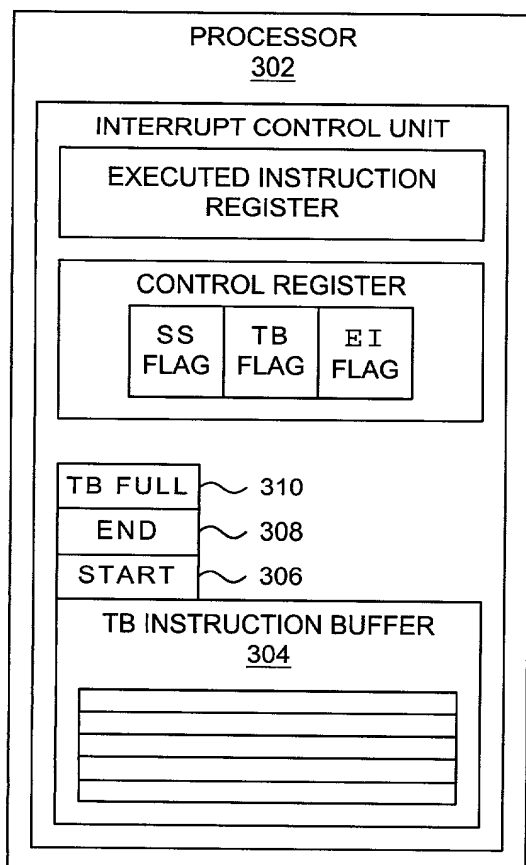 PROCESSOR
302
INTERRUPT CONTROL UNIT
EXECUTED INSTRUCTION
REGISTER
CONTROL REGISTER
SS
FLAG
TB
FLAG
EI
FLAG
TB FULL
310
END
308
START
306
TB INSTRUCTION BUFFER
304